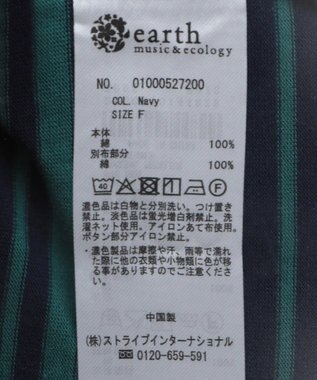 earth
music & ecology
NO. 01000527200
COL. Navy
SIZE F
本体
綿 100%
別布部分
綿 100%
40
F
濃色品は白物と分別洗い。つけ置き
禁止。淡色品は蛍光増白剤禁止。洗
濯ネット使用。アイロンあて布使用。
ボタン部分アイロン禁止。
・濃色製品は摩擦や汗、雨等で濡れ
た際に他の衣類や小物類に色が移
る事がありますのでご注意ださい。
中国製
(株)ストライプインターナショナル
☎ 0120-659-591